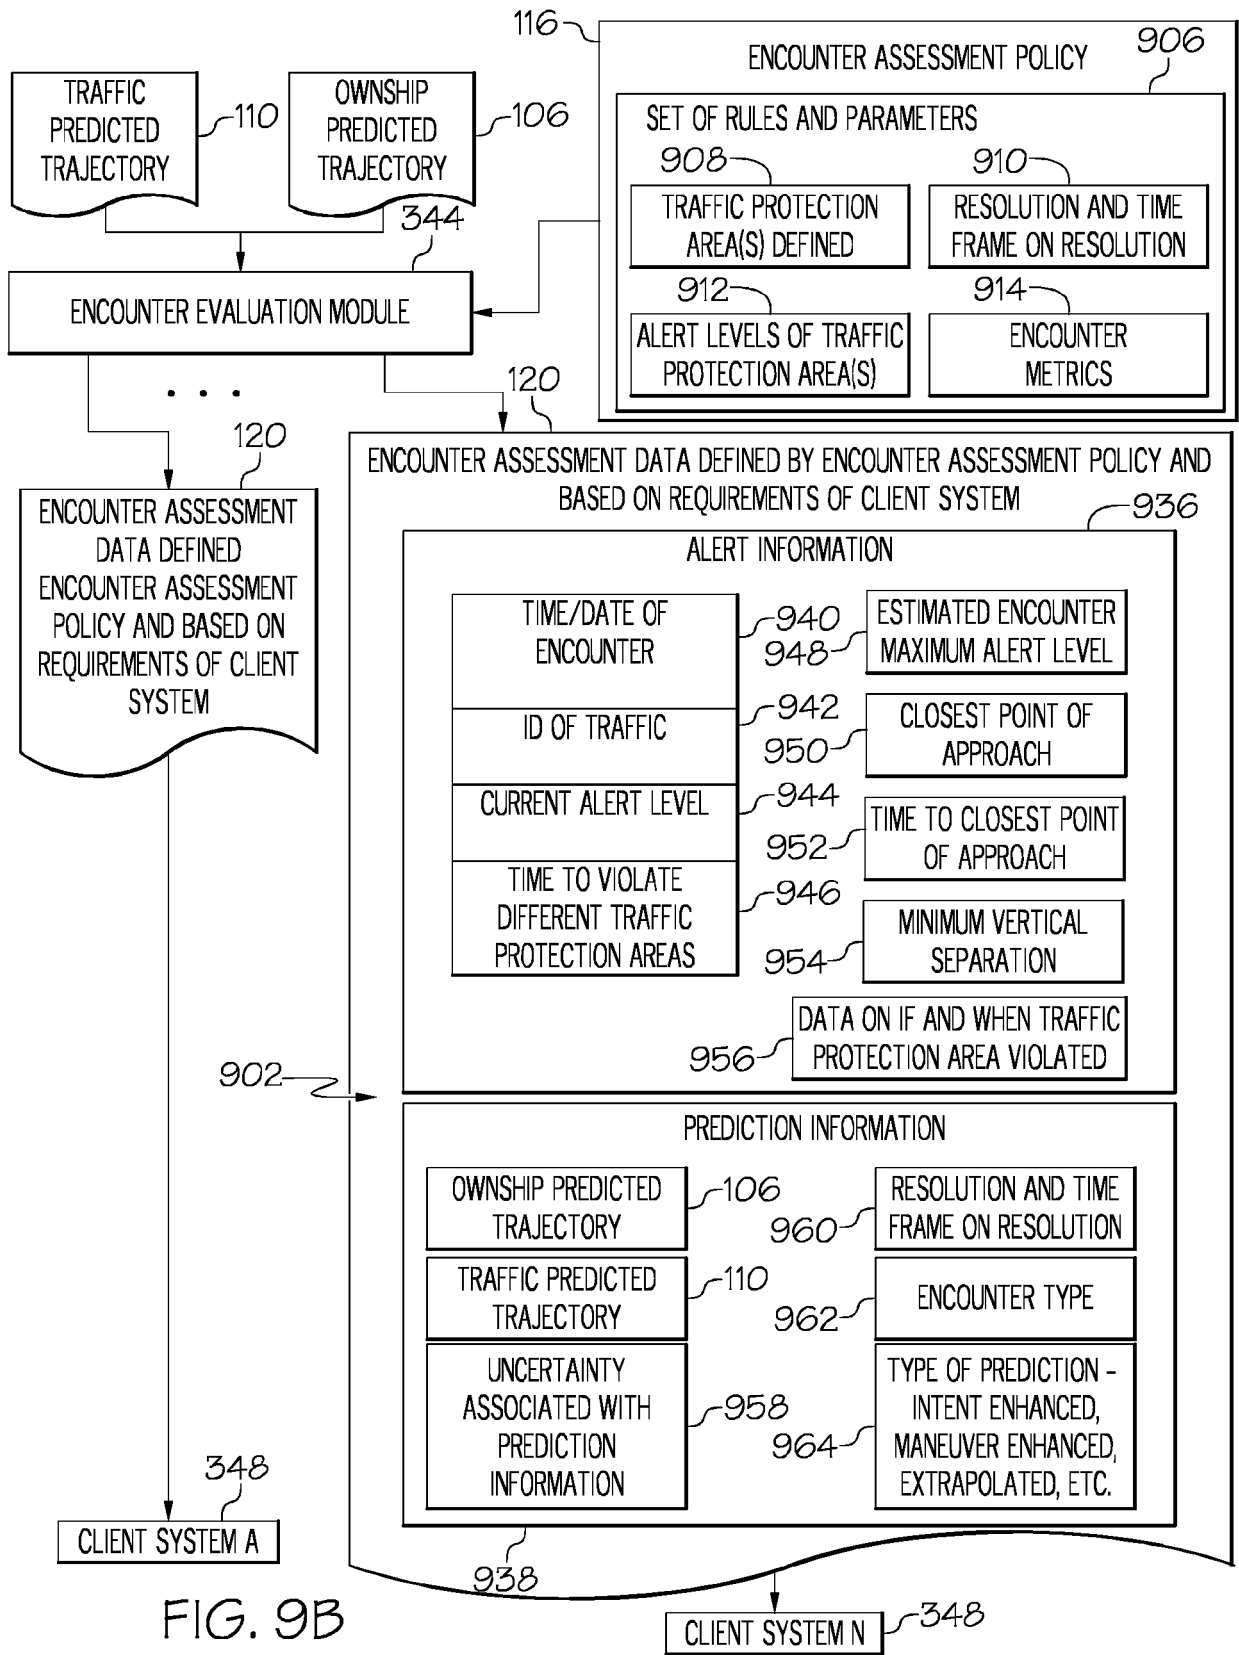 116
906
ENCOUNTER ASSESSMENT POLICY
TRAFFIC
PREDICTED
TRAJECTORY
110
OWNSHIP
PREDICTED
TRAJECTORY
106
SET OF RULES AND PARAMETERS
908
910
TRAFFIC PROTECTION
AREA(S) DEFINED
RESOLUTION AND TIME
FRAME ON RESOLUTION
344
912
914
ENCOUNTER EVALUATION MODULE
ALERT LEVELS OF TRAFFIC
PROTECTION AREA(S)
ENCOUNTER
METRICS
. . .
120
120
ENCOUNTER ASSESSMENT
DATA DEFINED
ENCOUNTER ASSESSMENT
POLICY AND BASED ON
REQUIREMENTS OF CLIENT
SYSTEM
ENCOUNTER ASSESSMENT DATA DEFINED BY ENCOUNTER ASSESSMENT POLICY AND
BASED ON REQUIREMENTS OF CLIENT SYSTEM
936
ALERT INFORMATION
TIME/DATE OF
ENCOUNTER
940
948
ESTIMATED ENCOUNTER
MAXIMUM ALERT LEVEL
ID OF TRAFFIC
942
950
CLOSEST POINT OF
APPROACH
CURRENT ALERT LEVEL
944
952
TIME TO CLOSEST POINT
OF APPROACH
TIME TO VIOLATE
DIFFERENT TRAFFIC
PROTECTION AREAS
946
954
MINIMUM VERTICAL
SEPARATION
956
DATA ON IF AND WHEN TRAFFIC
PROTECTION AREA VIOLATED
902
PREDICTION INFORMATION
OWNSHIP PREDICTED
TRAJECTORY
106
960
RESOLUTION AND TIME
FRAME ON RESOLUTION
TRAFFIC PREDICTED
TRAJECTORY
110
962
ENCOUNTER TYPE
UNCERTAINTY
ASSOCIATED WITH
PREDICTION
INFORMATION
958
964
TYPE OF PREDICTION –
INTENT ENHANCED,
MANEUVER ENHANCED,
EXTRAPOLATED, ETC.
348
CLIENT SYSTEM A
938
FIG. 9B
CLIENT SYSTEM N
348